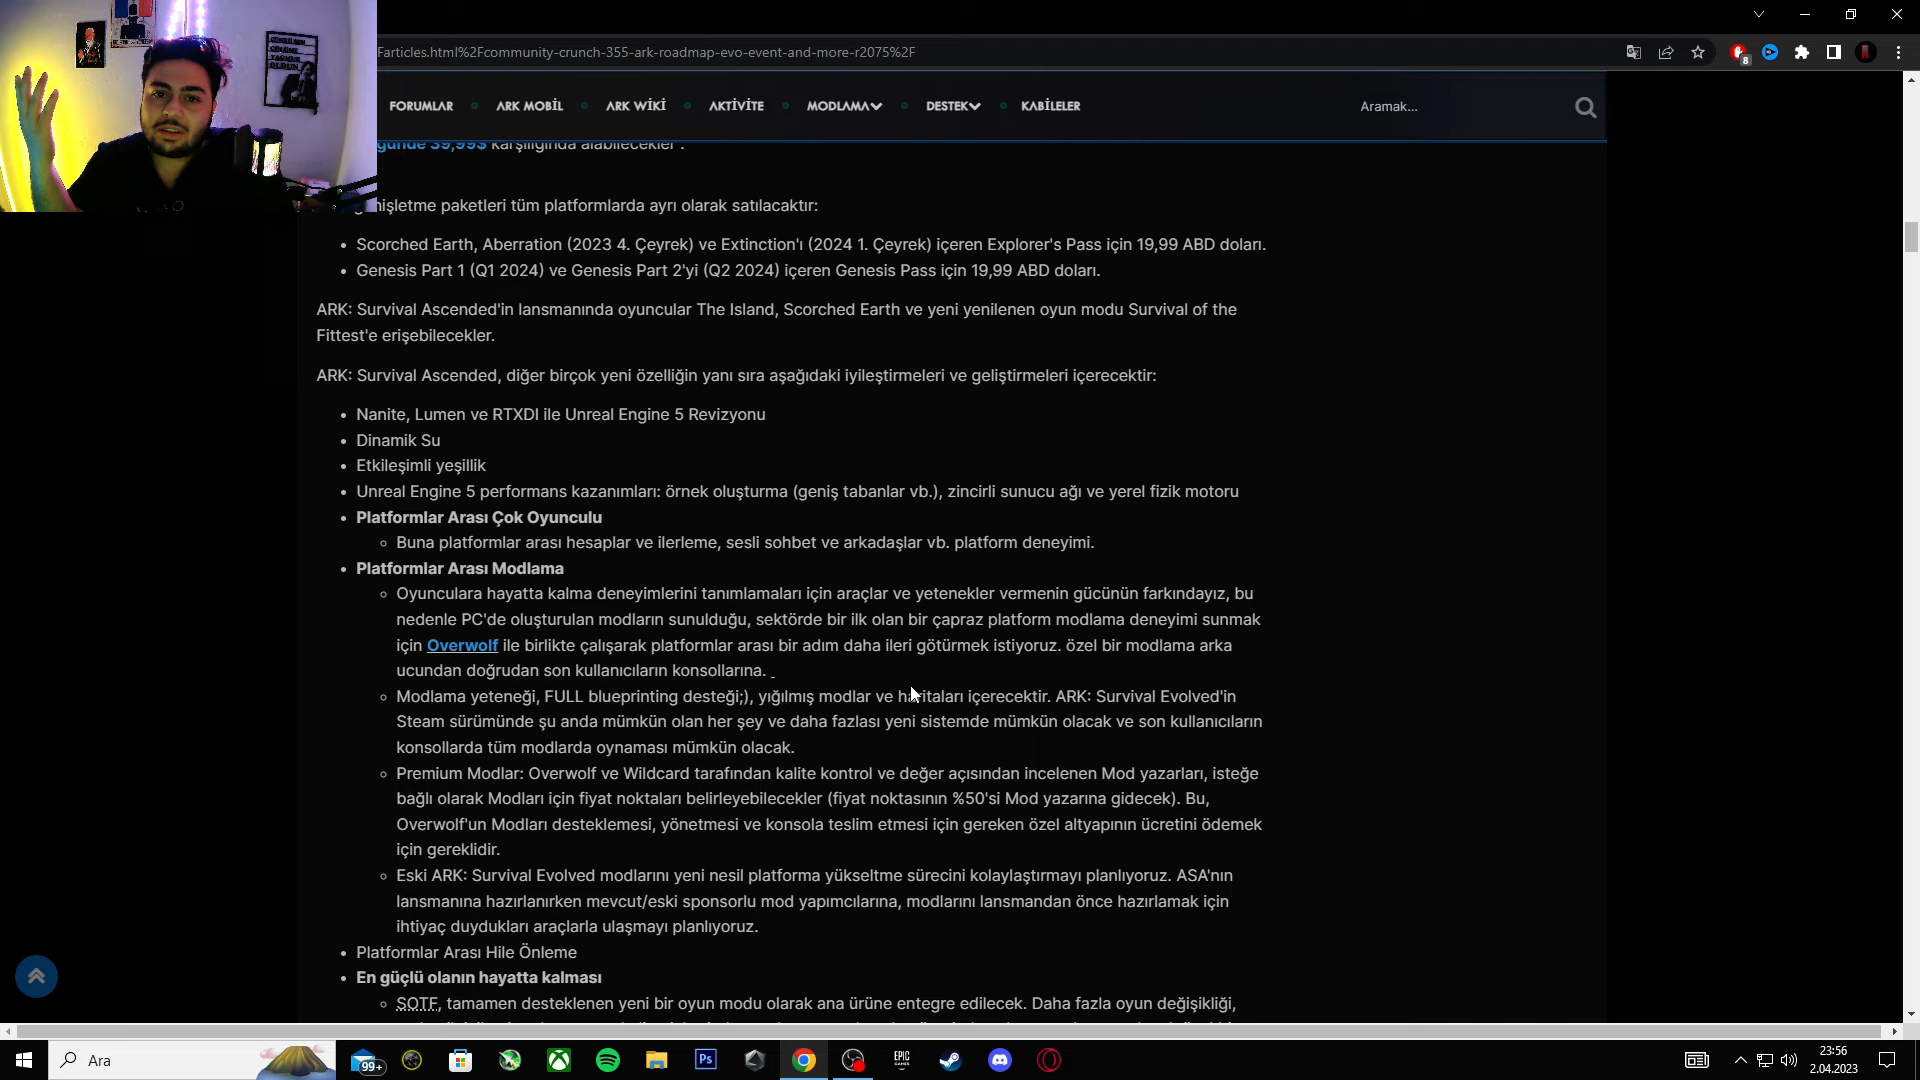 Farticles.html%2Fcommunity-crunch-355-ark-roadmap-evo-event-and-more-r2075%2F
8
FORUMLAR
ARK MOBİL
ARK WİKİ
AKTİVİTE
MODLAMA
DESTEK
KABİLELER
Aramak...
39,99$ karşılığında alabilecekler .
nişletme paketleri tüm platformlarda ayrı olarak satılacaktır:
• Scorched Earth, Aberration (2023 4. Çeyrek) ve Extinction'ı (2024 1. Çeyrek) içeren Explorer's Pass için 19,99 ABD doları.
• Genesis Part 1 (Q1 2024) ve Genesis Part 2'yi (Q2 2024) içeren Genesis Pass için 19,99 ABD doları.
ARK: Survival Ascended'in lansmanında oyuncular The Island, Scorched Earth ve yeni yenilenen oyun modu Survival of the
Fittest'e erişebilecekler.
ARK: Survival Ascended, diğer birçok yeni özelliğin yanı sıra aşağıdaki iyileştirmeleri ve geliştirmeleri içerecektir:
• Nanite, Lumen ve RTXDI ile Unreal Engine 5 Revizyonu
• Dinamik Su
• Etkileşimli yeşillik
• Unreal Engine 5 performans kazanımları: örnek oluşturma (geniş tabanlar vb.), zincirli sunucu ağı ve yerel fizik motoru
• Platformlar Arası Çok Oyunculu
◦ Buna platformlar arası hesaplar ve ilerleme, sesli sohbet ve arkadaşlar vb. platform deneyimi.
• Platformlar Arası Modlama
◦ Oyunculara hayatta kalma deneyimlerini tanımlamaları için araçlar ve yetenekler vermenin gücünün farkındayız, bu
nedenle PC'de oluşturulan modların sunulduğu, sektörde bir ilk olan bir çapraz platform modlama deneyimi sunmak
için Overwolf ile birlikte çalışarak platformlar arası bir adım daha ileri götürmek istiyoruz. özel bir modlama arka
ucundan doğrudan son kullanıcıların konsollarına.
◦ Modlama yeteneği, FULL blueprinting desteği;), yığılmış modlar ve haritaları içerecektir. ARK: Survival Evolved'in
Steam sürümünde şu anda mümkün olan her şey ve daha fazlası yeni sistemde mümkün olacak ve son kullanıcıların
konsollarda tüm modlarda oynaması mümkün olacak.
◦ Premium Modlar: Overwolf ve Wildcard tarafından kalite kontrol ve değer açısından incelenen Mod yazarları, isteğe
bağlı olarak Modları için fiyat noktaları belirleyebilecekler (fiyat noktasının %50'si Mod yazarına gidecek). Bu,
Overwolf'un Modları desteklemesi, yönetmesi ve konsola teslim etmesi için gereken özel altyapının ücretini ödemek
için gereklidir.
◦ Eski ARK: Survival Evolved modlarını yeni nesil platforma yükseltme sürecini kolaylaştırmayı planlıyoruz. ASA'nın
lansmanına hazırlanırken mevcut/eski sponsorlu mod yapımcılarına, modlarını lansmandan önce hazırlamak için
ihtiyaç duydukları araçlarla ulaşmayı planlıyoruz.
• Platformlar Arası Hile Önleme
• En güçlü olanın hayatta kalması
◦ SOTF, tamamen desteklenen yeni bir oyun modu olarak ana ürüne entegre edilecek. Daha fazla oyun değişikliği,
Ara
99+
Ps
EPIC
GAMES
23:56
2.04.2023